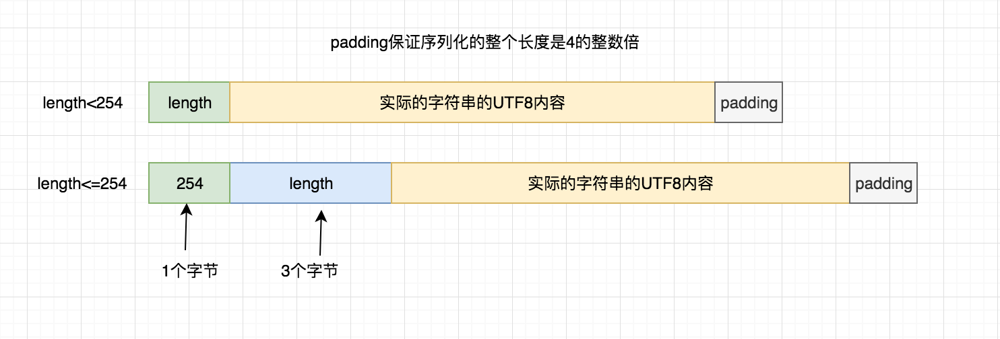 padding保证序列化的整个长度是4的整数倍
length<254
length
实际的字符串的UTF8内容
padding
length<=254
254
length
实际的字符串的UTF8内容
padding
1个字节
3个字节